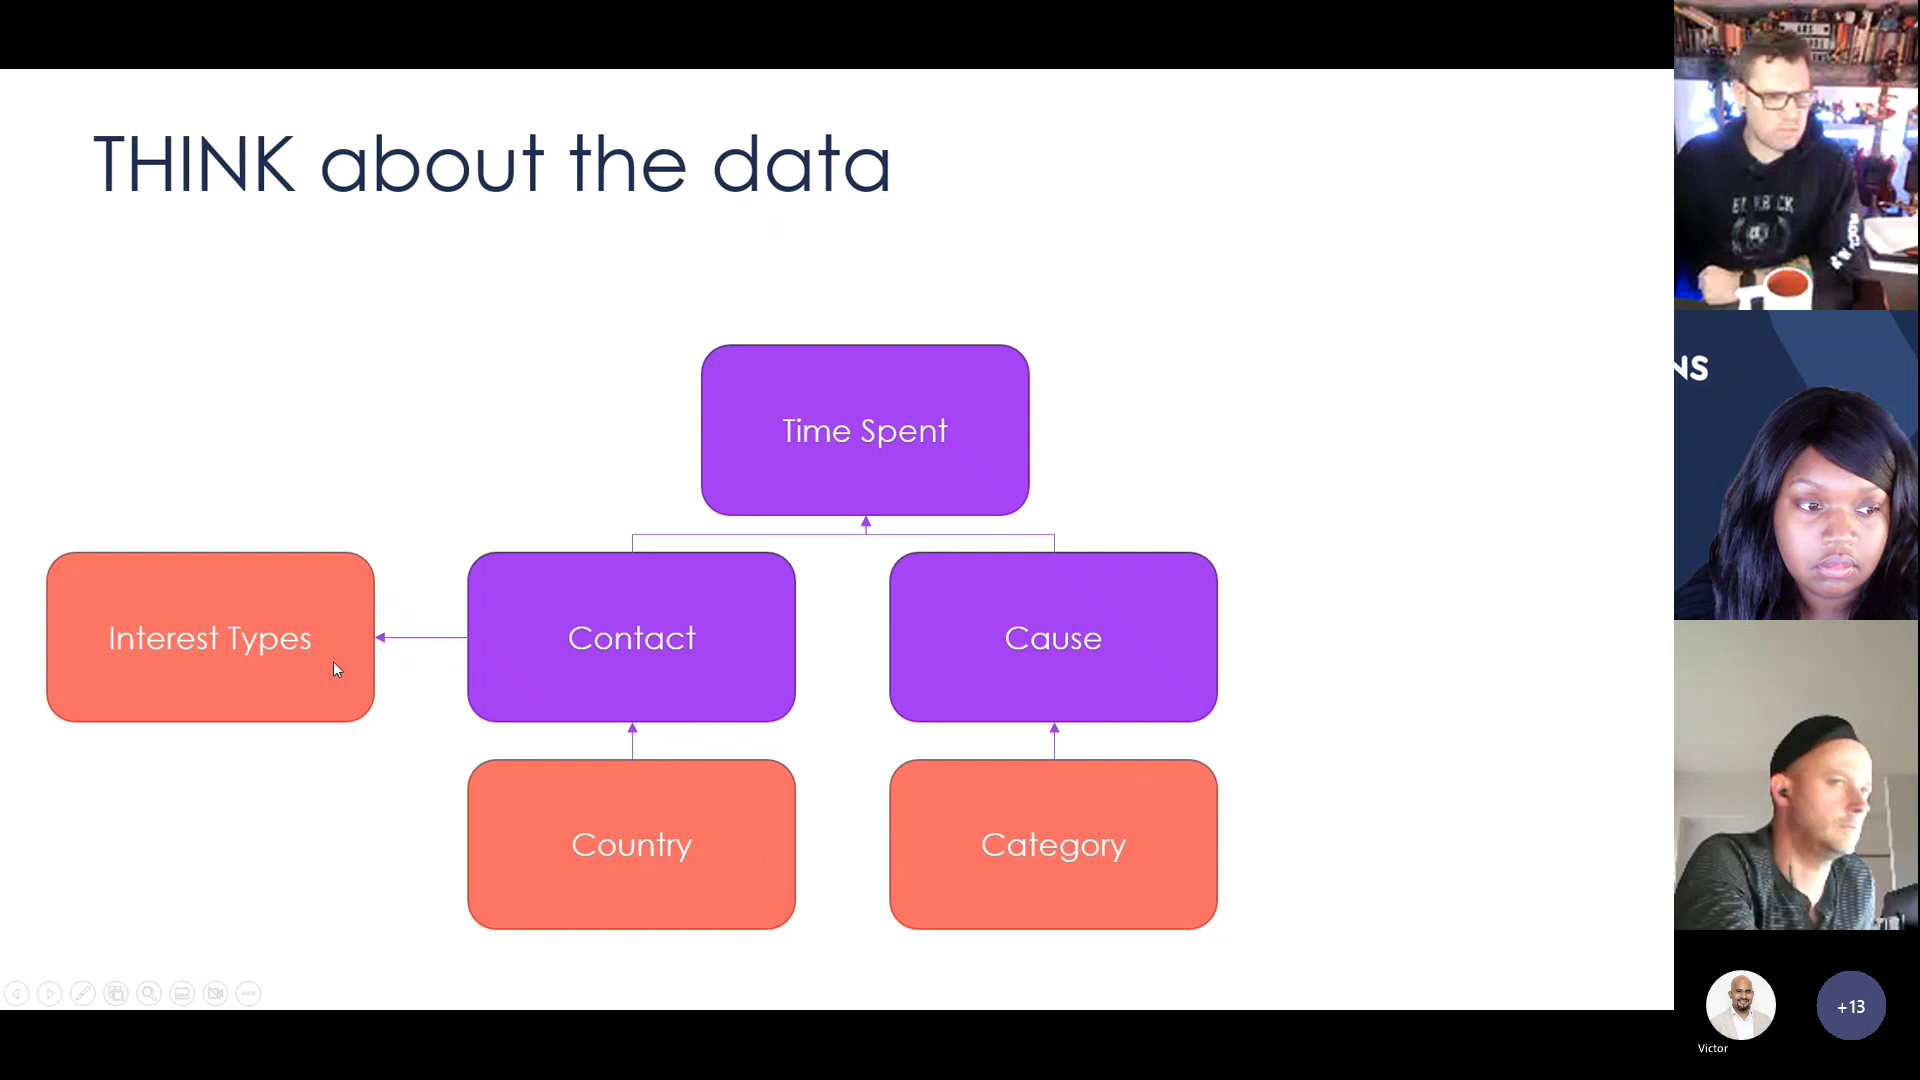 THINK about the data
Time Spent
Interest Types
Contact
Cause
Country
Category
NS
Victor
+13